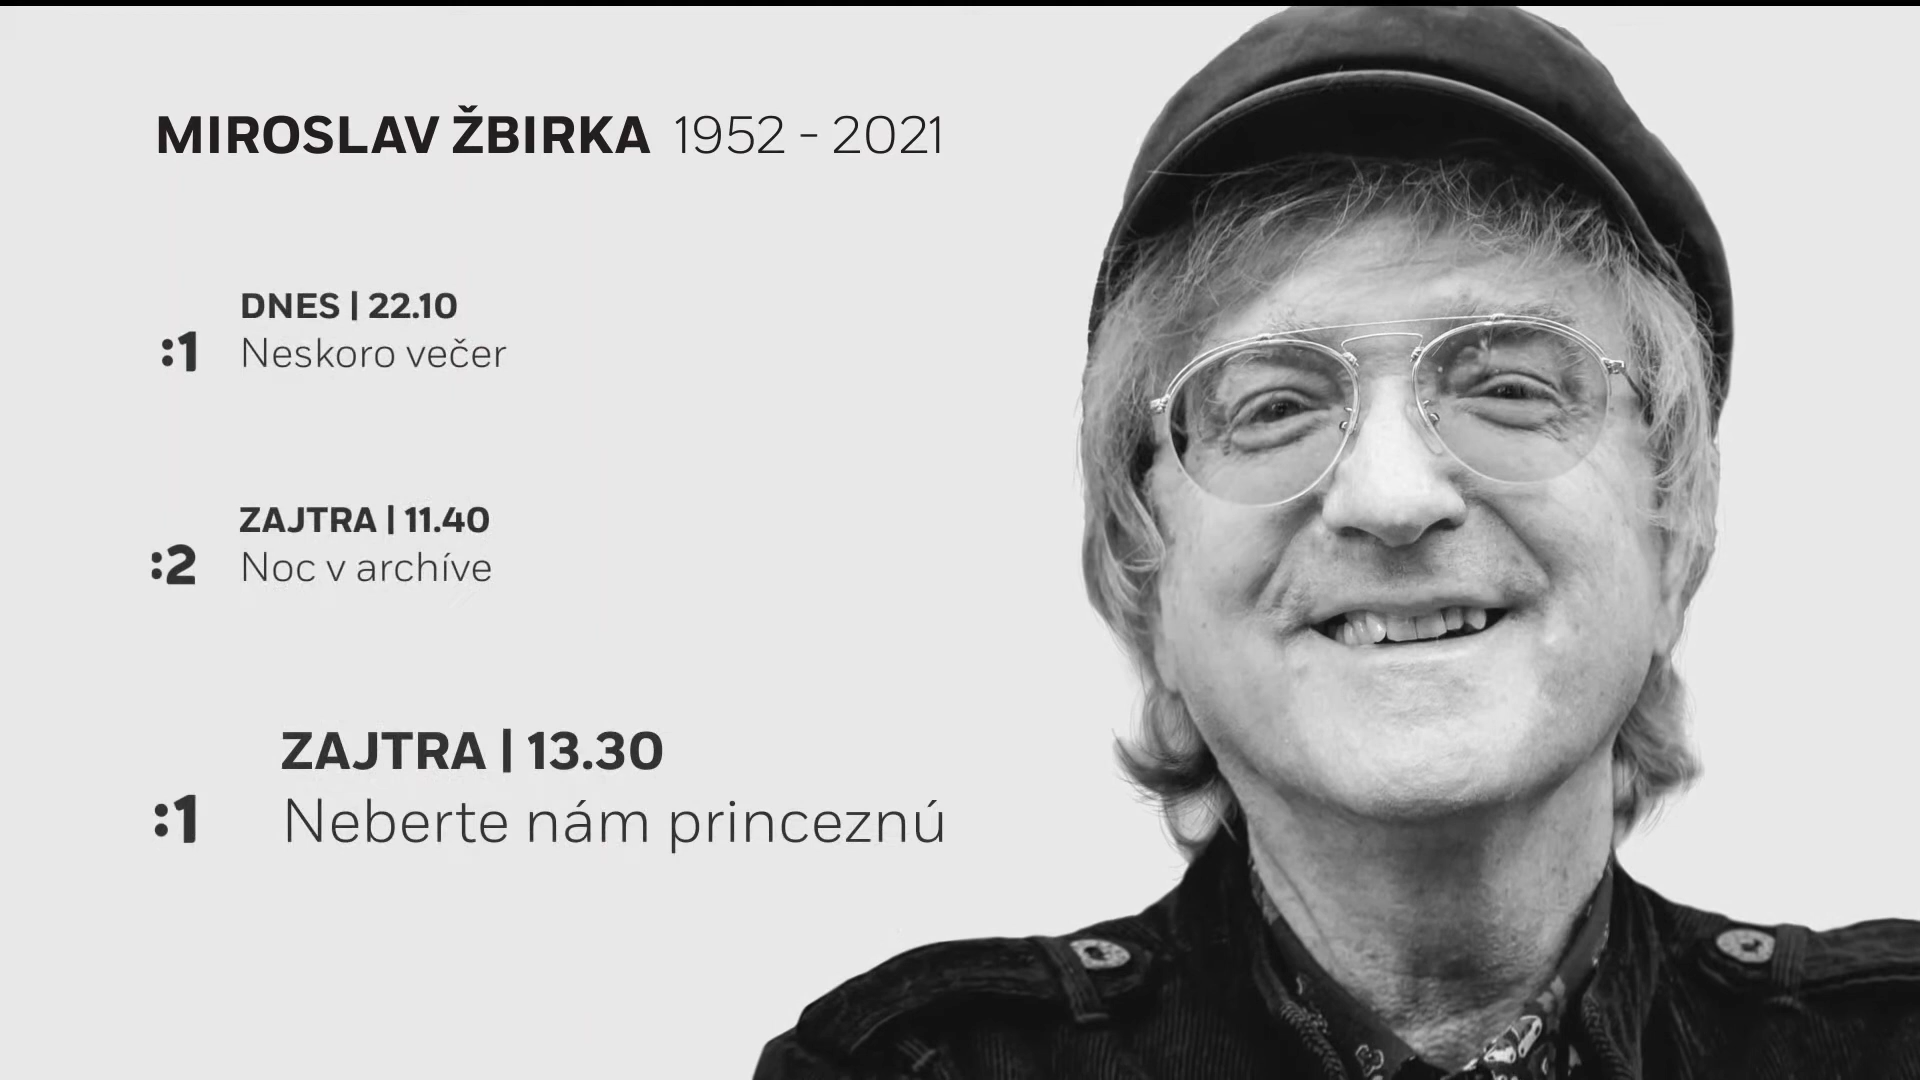 MIROSLAV ŽBIRKA 1952 - 2021
DNES | 22.10
:1 Neskoro večer
ZAJTRA | 11.40
:2 Noc v archíve
ZAJTRA | 13.30
:1 Neberte nám princeznú